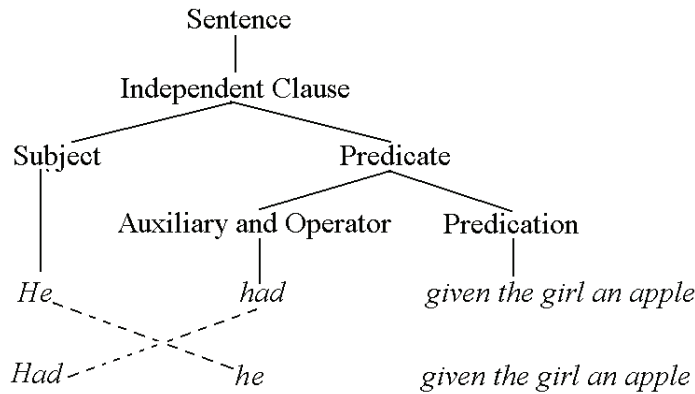 Sentence
Independent Clause
Subject Predicate
Auxiliary and Operator Predication
He had given the girl an apple
Had he given the girl an apple